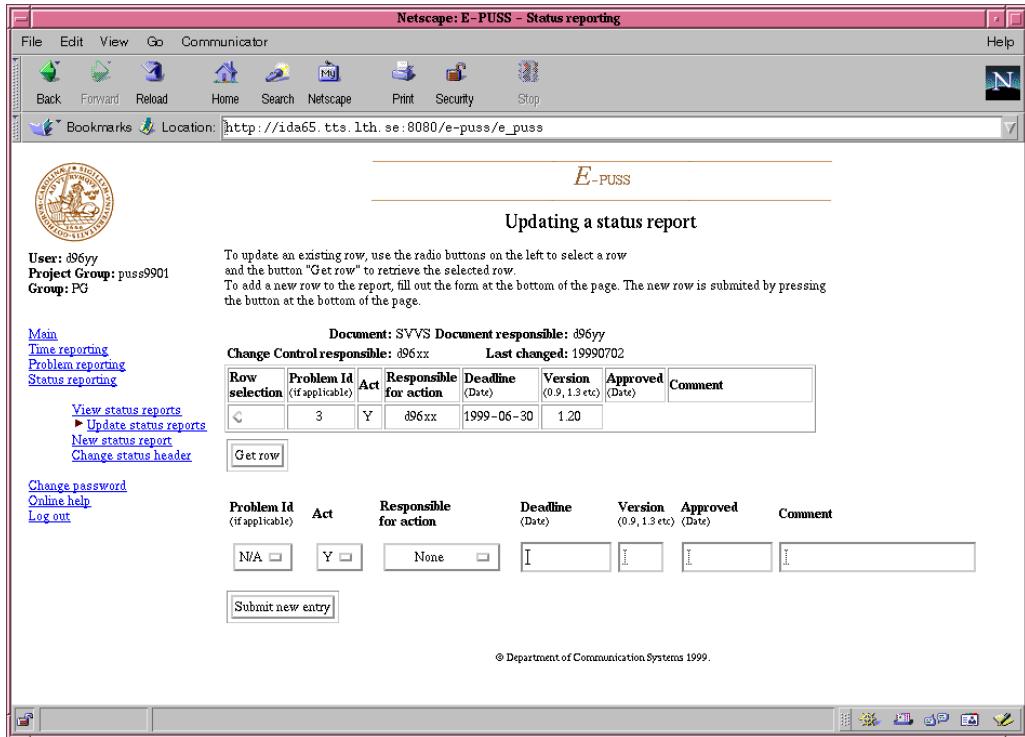 Netscape: E-PUSS - Status reporting
File Edit View Go Communicator Help
My
N
Back Forward Reload Home Search Netscape Print Security Stop
Bookmarks Location: http://ida65.tts.lth.se:8080/e-puss/e_puss
E-PUSS
Updating a status report
User: d96yy
Project Group: puss9901
Group: PG
To update an existing row, use the radio buttons on the left to select a row
and the button "Get row" to retrieve the selected row.
To add a new row to the report, fill out the form at the bottom of the page. The new row is submited by pressing
the button at the bottom of the page.
Main
Time reporting
Problem reporting
Status reporting
View status reports
Update status reports
New status report
Change status header
Change password
Online help
Log out
Document: SVVS Document responsible: d96yy
Change Control responsible: d96xx Last changed: 19990702
Row selection Problem Id (if applicable) Act Responsible for action Deadline (Date) Version (0.9, 1.3 etc) Approved (Date) Comment
3 Y d96xx 1999-06-30 1.20
Get row
Problem Id (if applicable) Act Responsible for action Deadline (Date) Version (0.9, 1.3 etc) Approved (Date) Comment
N/A Y None
Submit new entry
© Department of Communication Systems 1999.